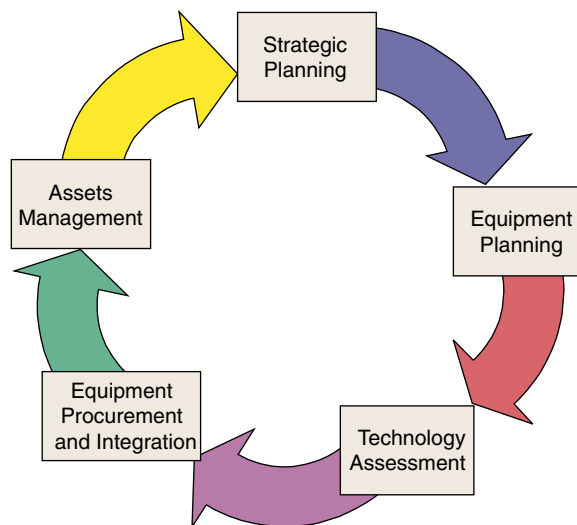 Strategic
Planning
Equipment
Planning
Technology
Assessment
Equipment
Procurement
and Integration
Assets
Management